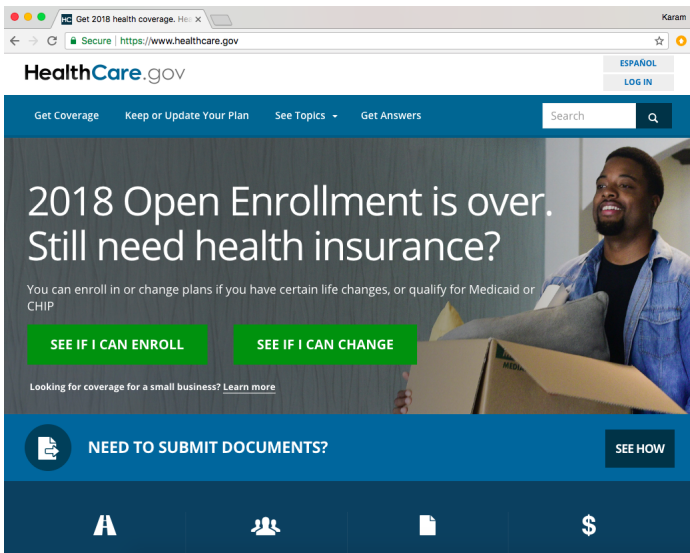 HC Get 2018 health coverage. Hea
Karam
Secure | https://www.healthcare.gov
HealthCare.gov
ESPAÑOL
LOG IN
Get Coverage Keep or Update Your Plan See Topics Get Answers Search
2018 Open Enrollment is over.
Still need health insurance?
You can enroll in or change plans if you have certain life changes, or qualify for Medicaid or
CHIP
SEE IF I CAN ENROLL SEE IF I CAN CHANGE
Looking for coverage for a small business? Learn more
NEED TO SUBMIT DOCUMENTS? SEE HOW
$